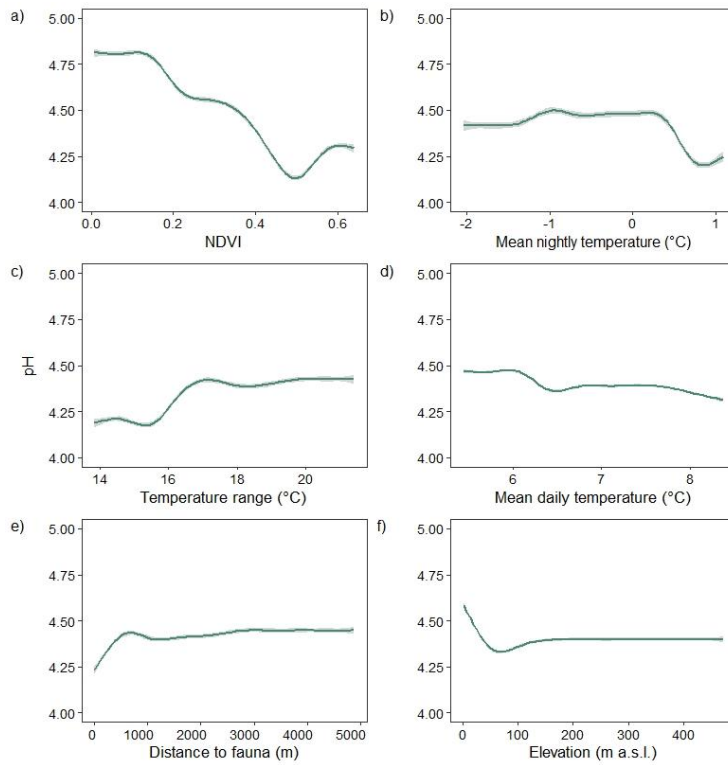 a)
5.00
4.75
4.50
4.25
4.00
0.0 0.2 0.4 0.6
NDVI
b)
5.00
4.75
4.50
4.25
4.00
-2 -1 0 1
Mean nightly temperature (°C)
c)
5.00
4.75
4.50
4.25
4.00
14 16 18 20
Temperature range (°C)
pH
d)
5.00
4.75
4.50
4.25
4.00
6 7 8
Mean daily temperature (°C)
e)
5.00
4.75
4.50
4.25
4.00
0 1000 2000 3000 4000 5000
Distance to fauna (m)
f)
5.00
4.75
4.50
4.25
4.00
0 100 200 300 400
Elevation (m a.s.l.)